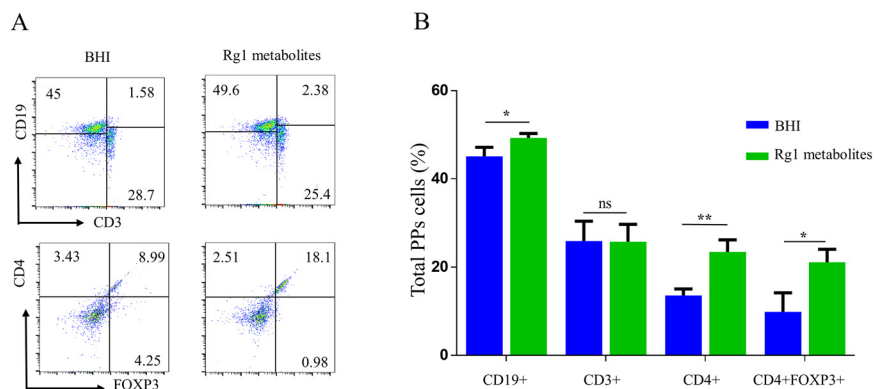 A
B
BHI
Rg1 metabolites
45
1.58
28.7
49.6
2.38
25.4
CD19
CD3
3.43
8.99
4.25
2.51
18.1
0.98
CD4
FOXP3
Total PPs cells (%)
60
40
20
0
*
ns
**
*
BHI
Rg1 metabolites
CD19+
CD3+
CD4+
CD4+FOXP3+